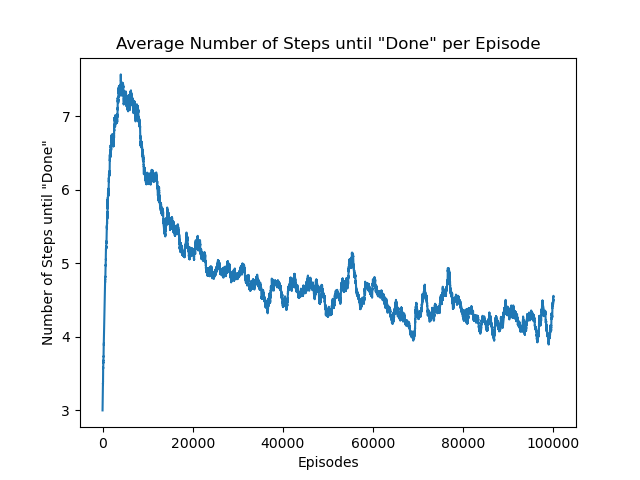 Average Number of Steps until "Done" per Episode
Number of Steps until "Done"
7
6
5
4
3
0 20000 40000 60000 80000 100000
Episodes